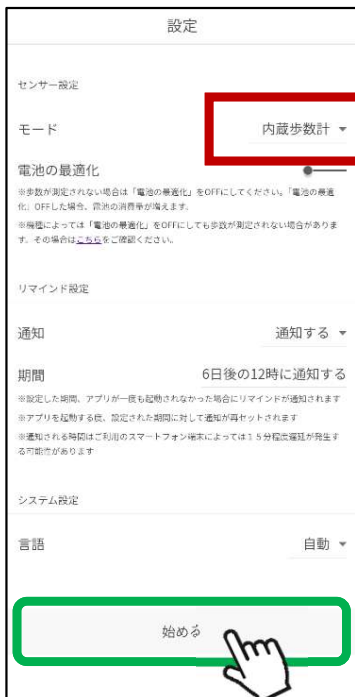 設定
センサー設定
モード 内蔵歩数計
電池の最適化
※歩数が測定されない場合は「電池の最適化」をOFFにしてください。「電池の最適
化」OFFした場合、電池の消費量が増えます。
※機種によっては「電池の最適化」をOFFにしても歩数が測定されない場合がありま
す。その場合はこちらをご確認ください。
リマインド設定
通知 通知する
期間 6日後の12時に通知する
※設定した期間、アプリが一度も起動されなかった場合にリマインドが通知されます
※アプリを起動する度、設定された期間に対して通知が再セットされます
※通知される時間はご利用のスマートフォン端末によっては１５分程度遅延が発生す
る可能性があります
システム設定
言語 自動
始める